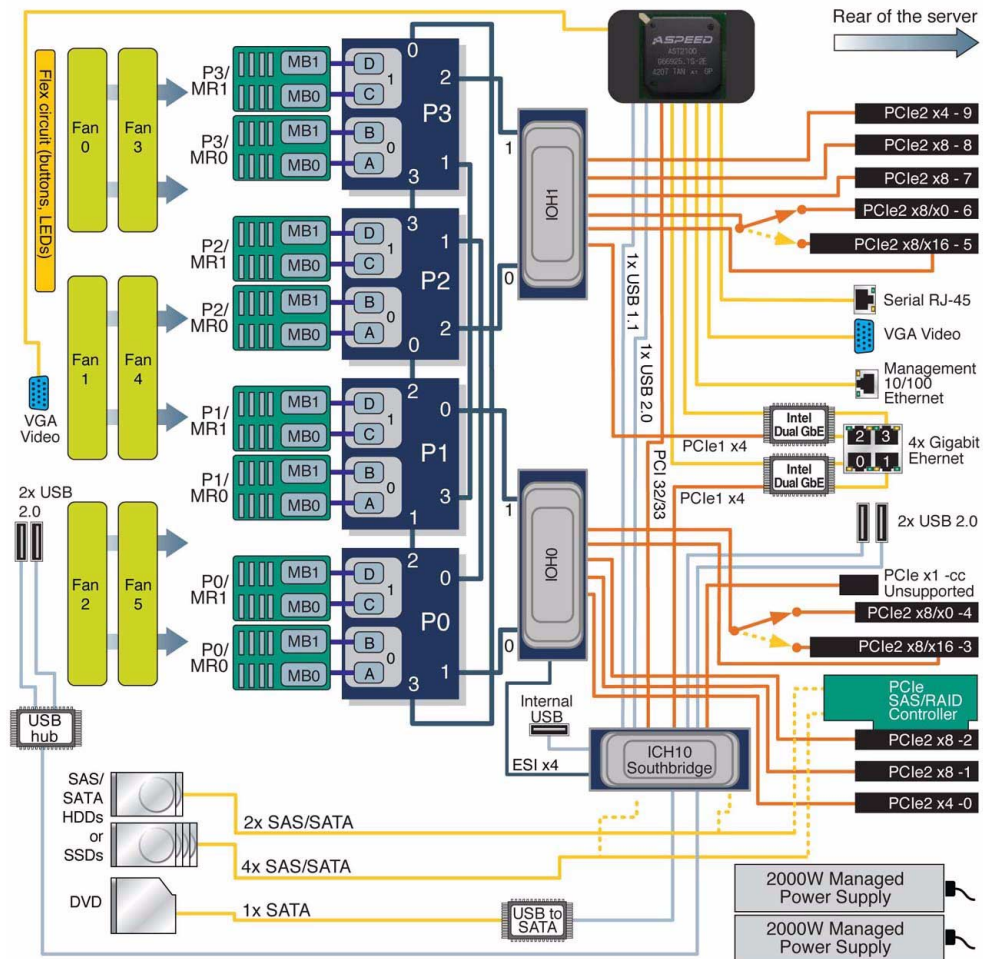 Rear of the server
ASPEED
AST2100
Flex circuit (buttons, LEDs)
Fan
0
Fan
3
Fan
1
Fan
4
Fan
2
Fan
5
VGA
Video
2x USB
2.0
USB
hub
P3/
MR1
MB1
MB0
D
C
1
P3/
MR0
MB1
MB0
B
A
0
P3
0
2
1
3
P2/
MR1
MB1
MB0
D
C
1
P2/
MR0
MB1
MB0
B
A
0
P2
3
1
2
0
P1/
MR1
MB1
MB0
D
C
1
P1/
MR0
MB1
MB0
B
A
0
P1
2
0
3
1
P0/
MR1
MB1
MB0
D
C
1
P0/
MR0
MB1
MB0
B
A
0
P0
2
0
1
3
IOH1
1
0
IOH0
1
0
1x USB 1.1
1x USB 2.0
PCI 32/33
PCIe2 x4 - 9
PCIe2 x8 - 8
PCIe2 x8 - 7
PCIe2 x8/x0 - 6
PCIe2 x8/x16 - 5
Serial RJ-45
VGA Video
Management
10/100
Ethernet
Intel
Dual GbE
PCIe1 x4
Intel
Dual GbE
PCIe1 x4
2 3
0 1
4x Gigabit
Ehernet
2x USB 2.0
PCIe x1 -cc
Unsupported
PCIe2 x8/x0 -4
PCIe2 x8/x16 -3
PCIe
SAS/RAID
Controller
PCIe2 x8 -2
PCIe2 x8 -1
PCIe2 x4 -0
Internal
USB
ESI x4
ICH10
Southbridge
SAS/
SATA
HDDs
or
SSDs
2x SAS/SATA
4x SAS/SATA
DVD
1x SATA
USB to
SATA
2000W Managed
Power Supply
2000W Managed
Power Supply